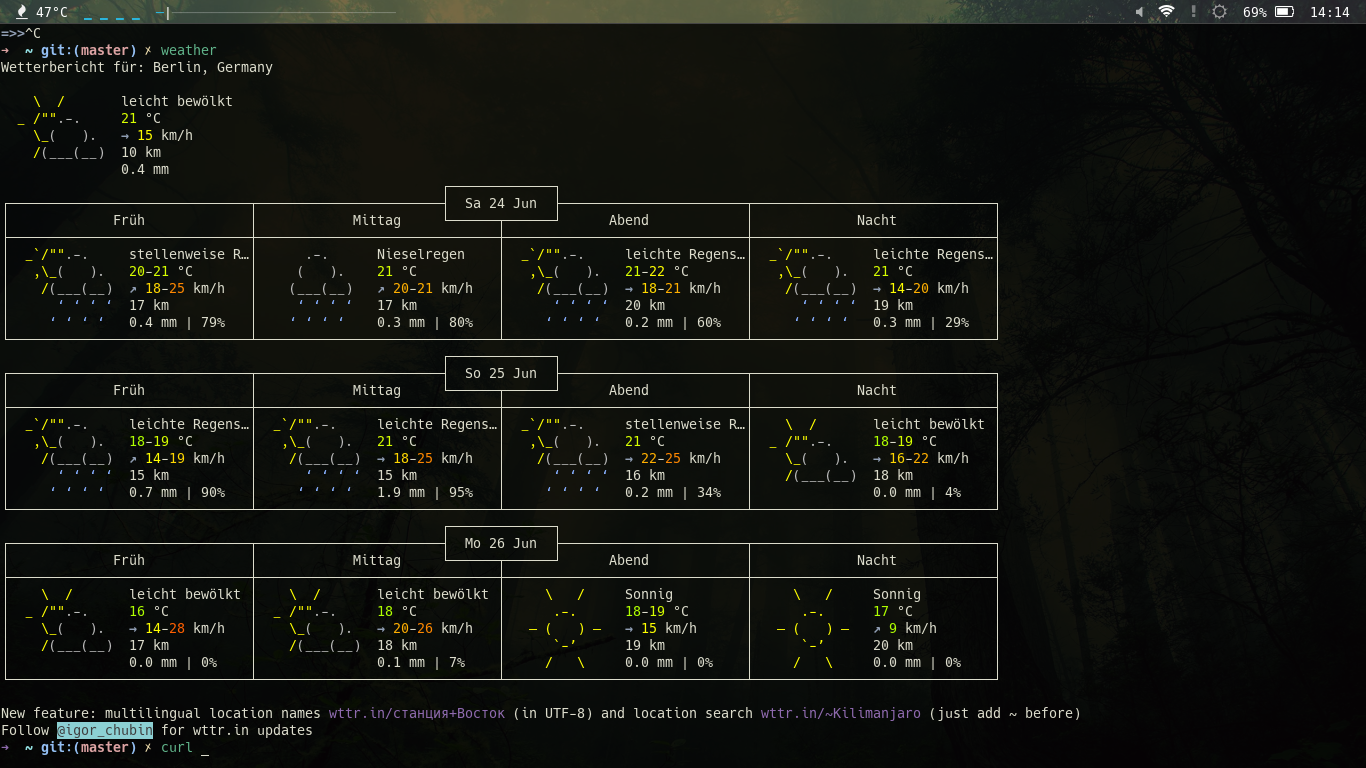 47°C 69% 14:14
=>>^C
➜ ~ git:(master) ✗ weather
Wetterbericht für: Berlin, Germany
leicht bewölkt
21 °C
→ 15 km/h
10 km
0.4 mm
Sa 24 Jun
Früh Mittag Abend Nacht
stellenweise R… Nieselregen leichte Regens… leichte Regens…
20–21 °C 21 °C 21–22 °C 21 °C
↗ 18–25 km/h ↗ 20–21 km/h → 18–21 km/h → 14–20 km/h
17 km 17 km 20 km 19 km
0.4 mm | 79% 0.3 mm | 80% 0.2 mm | 60% 0.3 mm | 29%
So 25 Jun
Früh Mittag Abend Nacht
leichte Regens… leichte Regens… stellenweise R… leicht bewölkt
18–19 °C 21 °C 21 °C 18–19 °C
↗ 14–19 km/h → 18–25 km/h → 22–25 km/h → 16–22 km/h
15 km 15 km 16 km 18 km
0.7 mm | 90% 1.9 mm | 95% 0.2 mm | 34% 0.0 mm | 4%
Mo 26 Jun
Früh Mittag Abend Nacht
leicht bewölkt leicht bewölkt Sonnig Sonnig
16 °C 18 °C 18–19 °C 17 °C
→ 14–28 km/h → 20–26 km/h → 15 km/h ↗ 9 km/h
17 km 18 km 19 km 20 km
0.0 mm | 0% 0.1 mm | 7% 0.0 mm | 0% 0.0 mm | 0%
New feature: multilingual location names wttr.in/станция+Восток (in UTF-8) and location search wttr.in/~Kilimanjaro (just add ~ before)
Follow @igor_chubin for wttr.in updates
➜ ~ git:(master) ✗ curl _